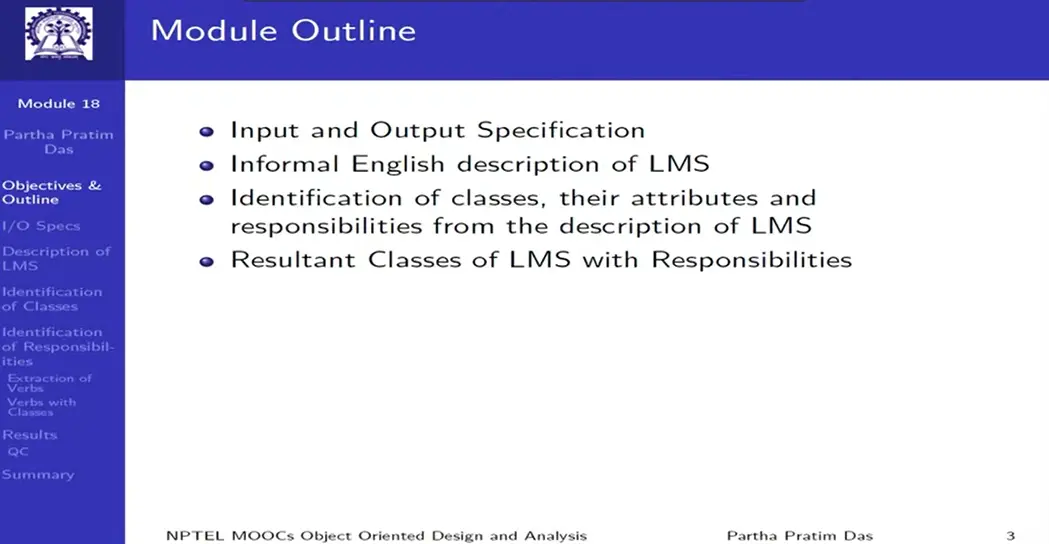 Module Outline
Module 18
Partha Pratim
Das
Objectives &
Outline
I/O Specs
Description of
LMS
Identification
of Classes
Identification
of Responsibil-
ities
Extraction of
Verbs
Verbs with
Classes
Results
QC
Summary
Input and Output Specification
Informal English description of LMS
Identification of classes, their attributes and
responsibilities from the description of LMS
Resultant Classes of LMS with Responsibilities
NPTEL MOOCs Object Oriented Design and Analysis
Partha Pratim Das
3